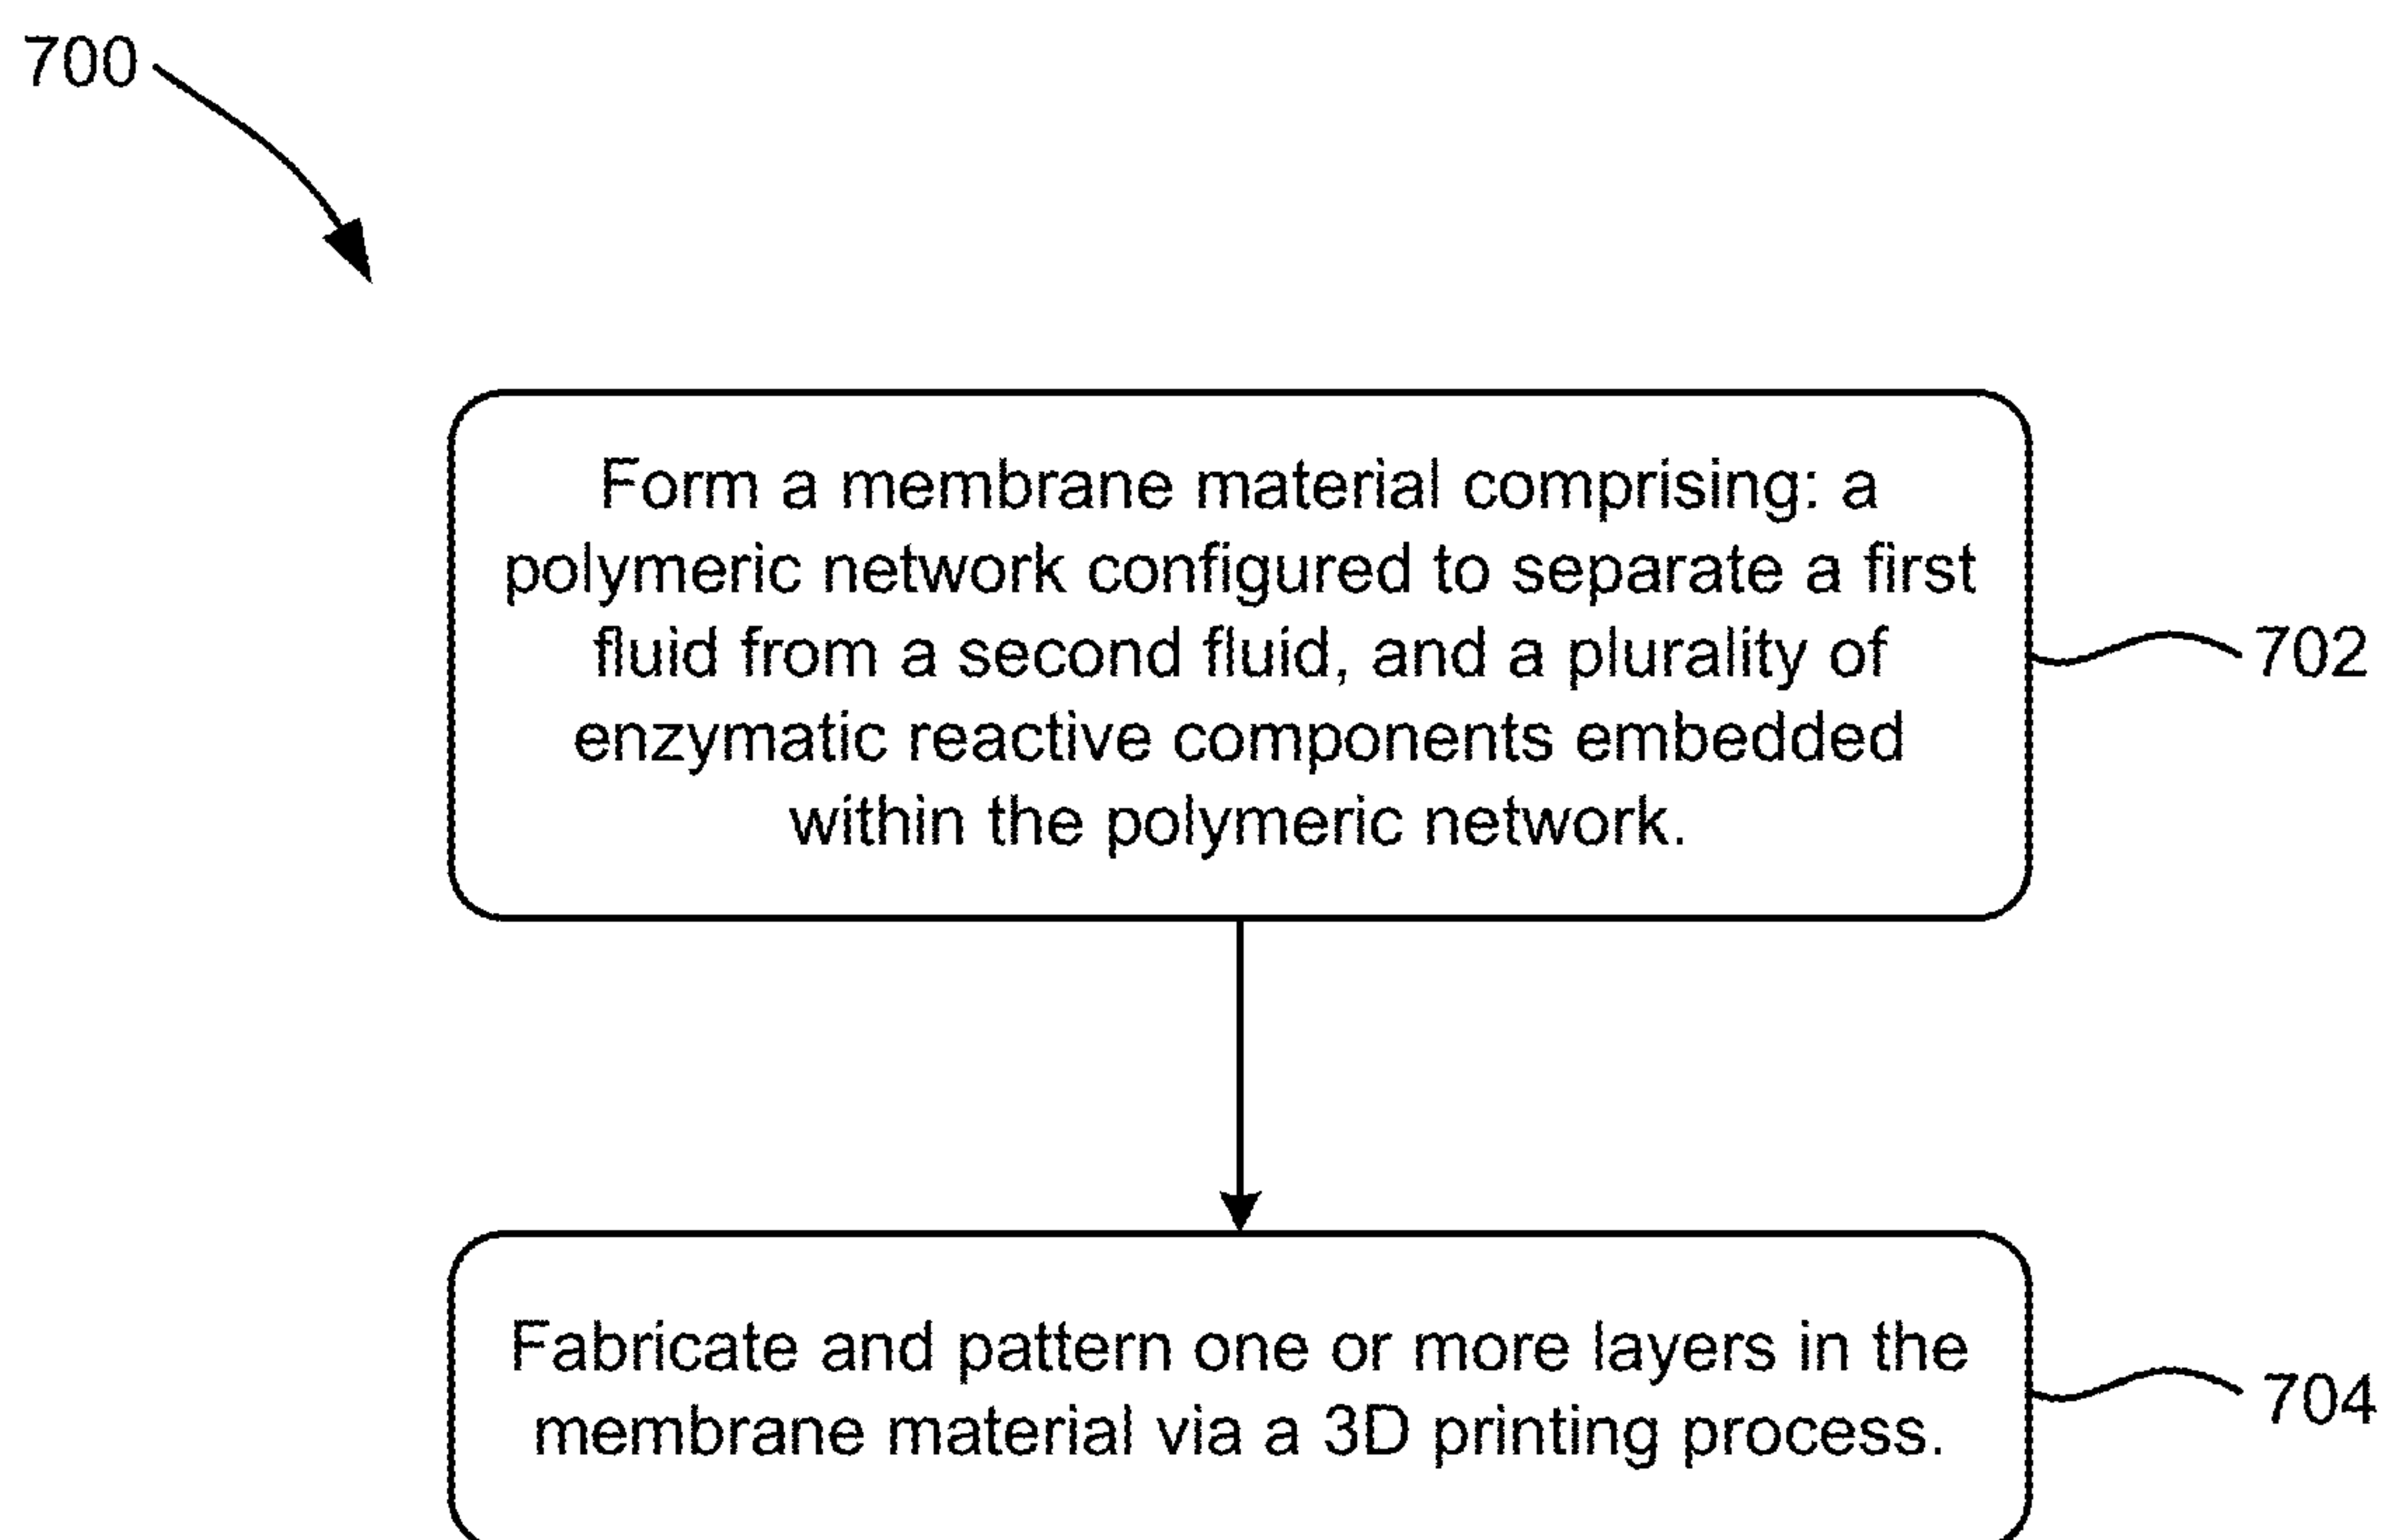 700
Form a membrane material comprising: a
polymeric network configured to separate a first
fluid from a second fluid, and a plurality of
enzymatic reactive components embedded
within the polymeric network.
702
Fabricate and pattern one or more layers in the
membrane material via a 3D printing process.
704